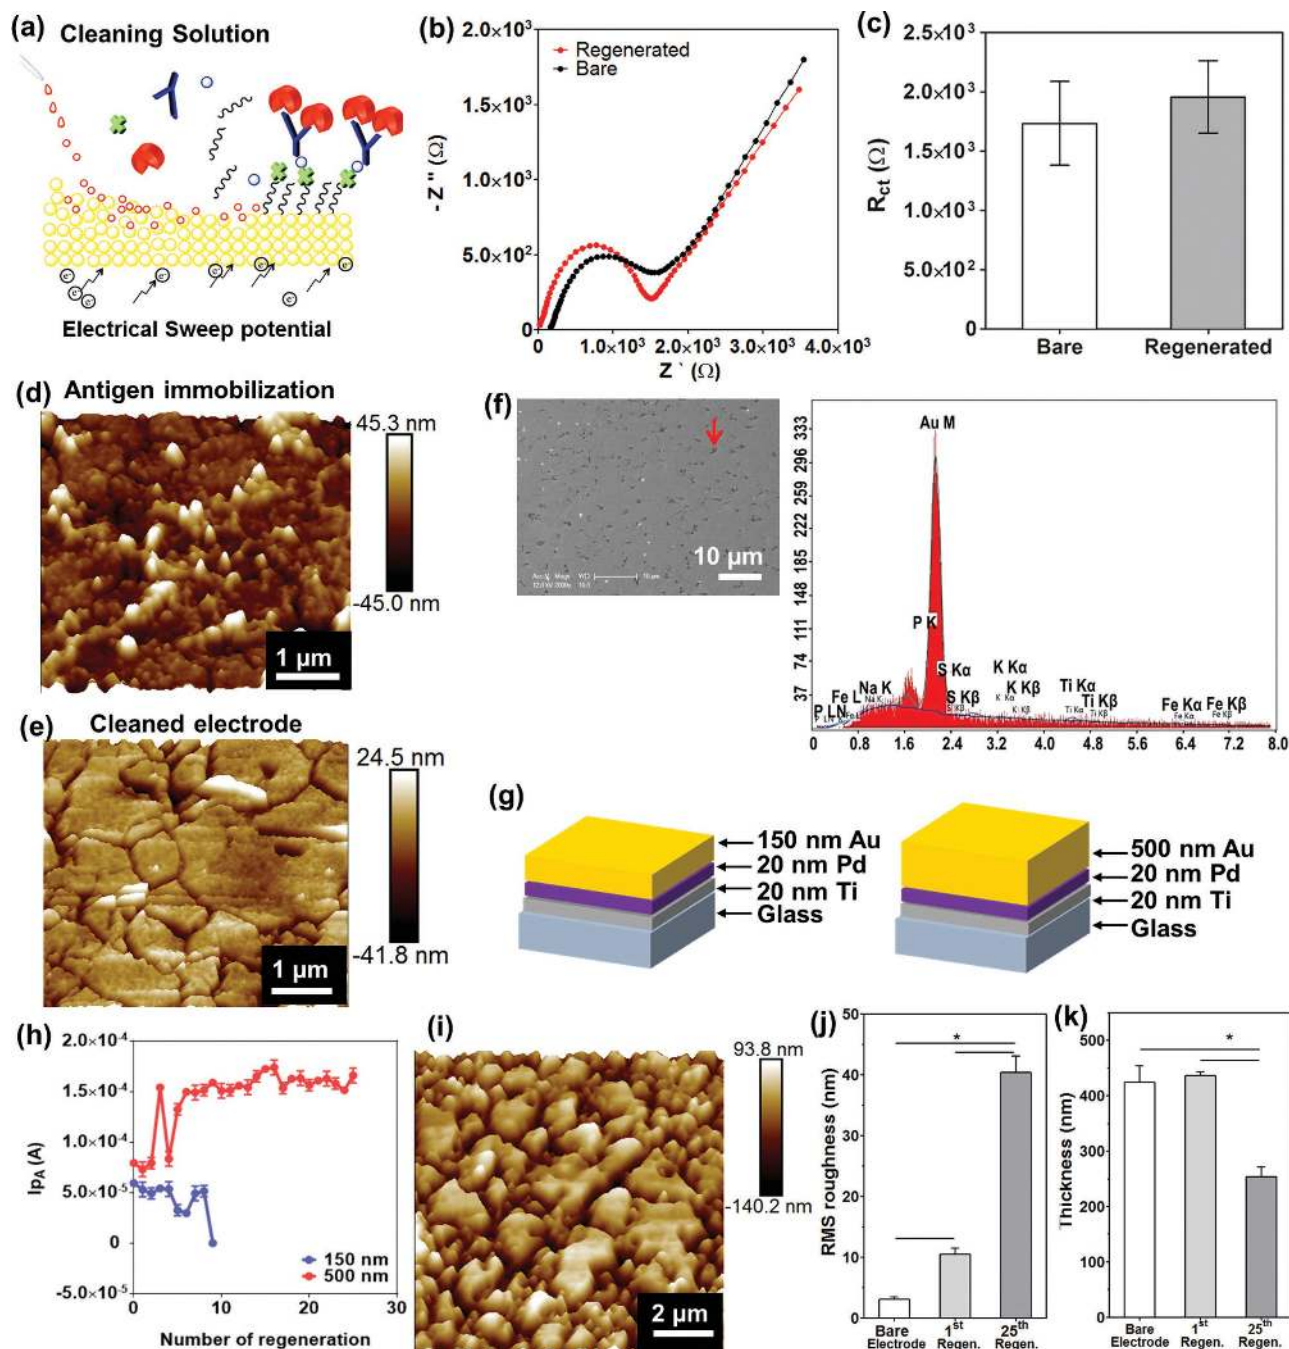 (a) Cleaning Solution
e-
e-
e-
e-
e-
e-
e-
Electrical Sweep potential
(b)
2.0×10³
1.5×10³
1.0×10³
5.0×10²
0
- Z '' (Ω)
Regenerated
Bare
0
1.0×10³
2.0×10³
3.0×10³
4.0×10³
Z ` (Ω)
(c)
2.5×10³
2.0×10³
1.5×10³
1.0×10³
5.0×10²
0
Rct (Ω)
Bare
Regenerated
(d) Antigen immobilization
45.3 nm
-45.0 nm
1 µm
(e) Cleaned electrode
24.5 nm
-41.8 nm
1 µm
(f)
10 µm
333
296
259
222
185
148
111
74
37
Au M
P K
S Kα
S Kβ
K Kα
K Kβ
Ti Kα
Ti Kβ
Fe Kα
Fe Kβ
Na K
Fe L
P LN
0
0.8
1.6
2.4
3.2
4.0
4.8
5.6
6.4
7.2
8.0
(g)
150 nm Au
20 nm Pd
20 nm Ti
Glass
500 nm Au
20 nm Pd
20 nm Ti
Glass
(h)
2.0×10⁻⁴
1.5×10⁻⁴
1.0×10⁻⁴
5.0×10⁻⁵
0
-5.0×10⁻⁵
IpA (A)
150 nm
500 nm
0
10
20
30
Number of regeneration
(i)
93.8 nm
-140.2 nm
2 µm
(j)
50
40
30
20
10
0
RMS roughness (nm)
*
Bare Electrode
1st Regen.
25th Regen.
(k)
500
400
300
200
100
0
Thickness (nm)
*
Bare Electrode
1st Regen.
25th Regen.